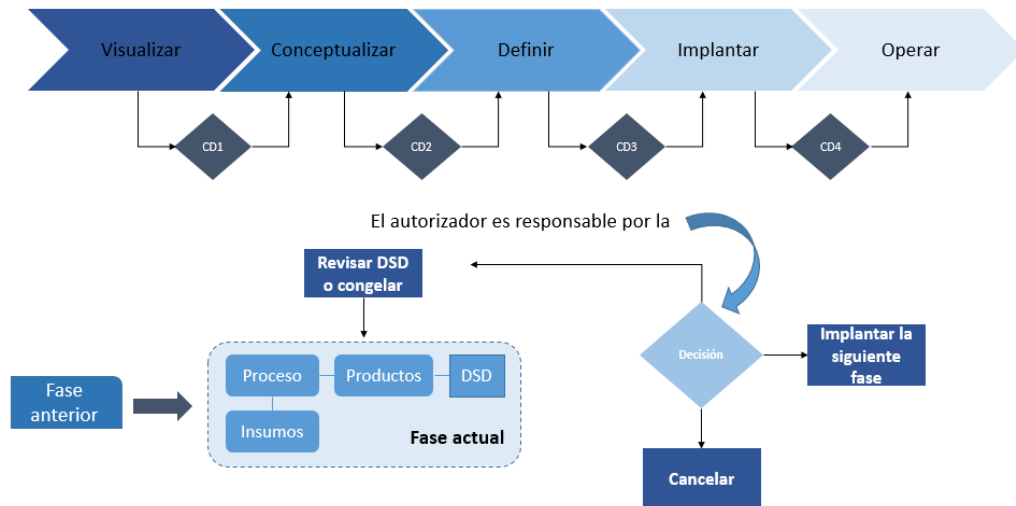 Visualizar
Conceptualizar
Definir
Implantar
Operar
CD1
CD2
CD3
CD4
El autorizador es responsable por la
Revisar DSD
o congelar
Decisión
Implantar la
siguiente
fase
Fase
anterior
Proceso
Productos
DSD
Insumos
Fase actual
Cancelar